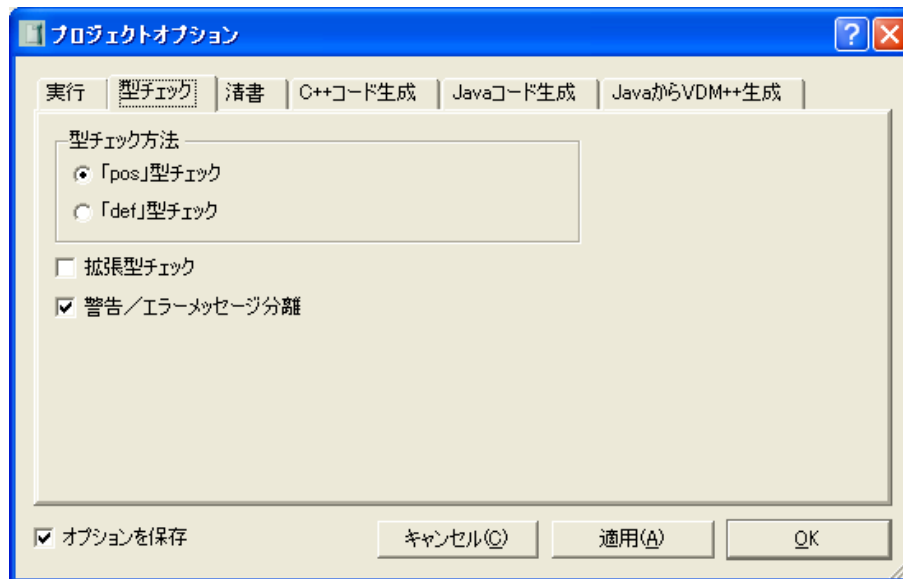 プロジェクトオプション
実行 型チェック 清書 C++コード生成 Javaコード生成 JavaからVDM++生成
型チェック方法
「pos」型チェック
「def」型チェック
拡張型チェック
警告/エラーメッセージ分離
オプションを保存 キャンセル(C) 適用(A) OK